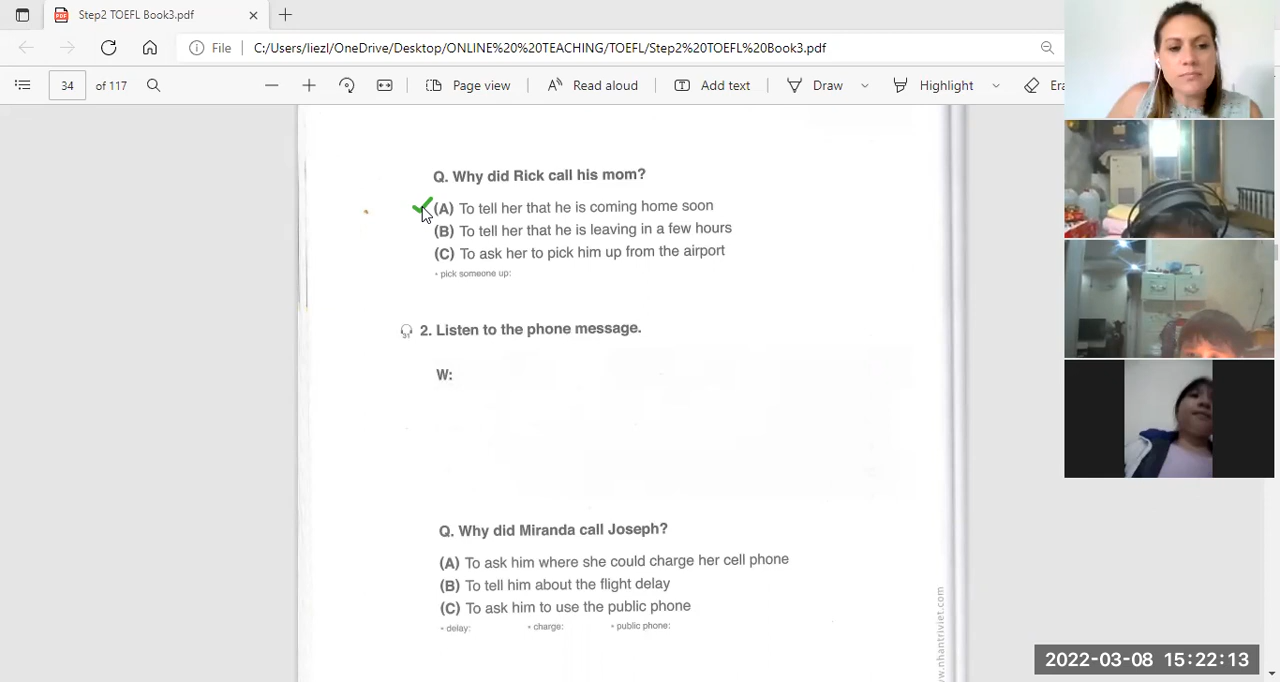 Step2 TOEFL Book3.pdf
File C:/Users/liezl/OneDrive/Desktop/ONLINE%20%20TEACHING/TOEFL/Step2%20TOEFL%20Book3.pdf
34 of 117 Page view Read aloud Add text Draw Highlight Era
Q. Why did Rick call his mom?
(A) To tell her that he is coming home soon
(B) To tell her that he is leaving in a few hours
(C) To ask her to pick him up from the airport
• pick someone up:
2. Listen to the phone message.
W:
Q. Why did Miranda call Joseph?
(A) To ask him where she could charge her cell phone
(B) To tell him about the flight delay
(C) To ask him to use the public phone
• delay: • charge: • public phone:
w.nhantriviet.com
2022-03-08 15:22:13